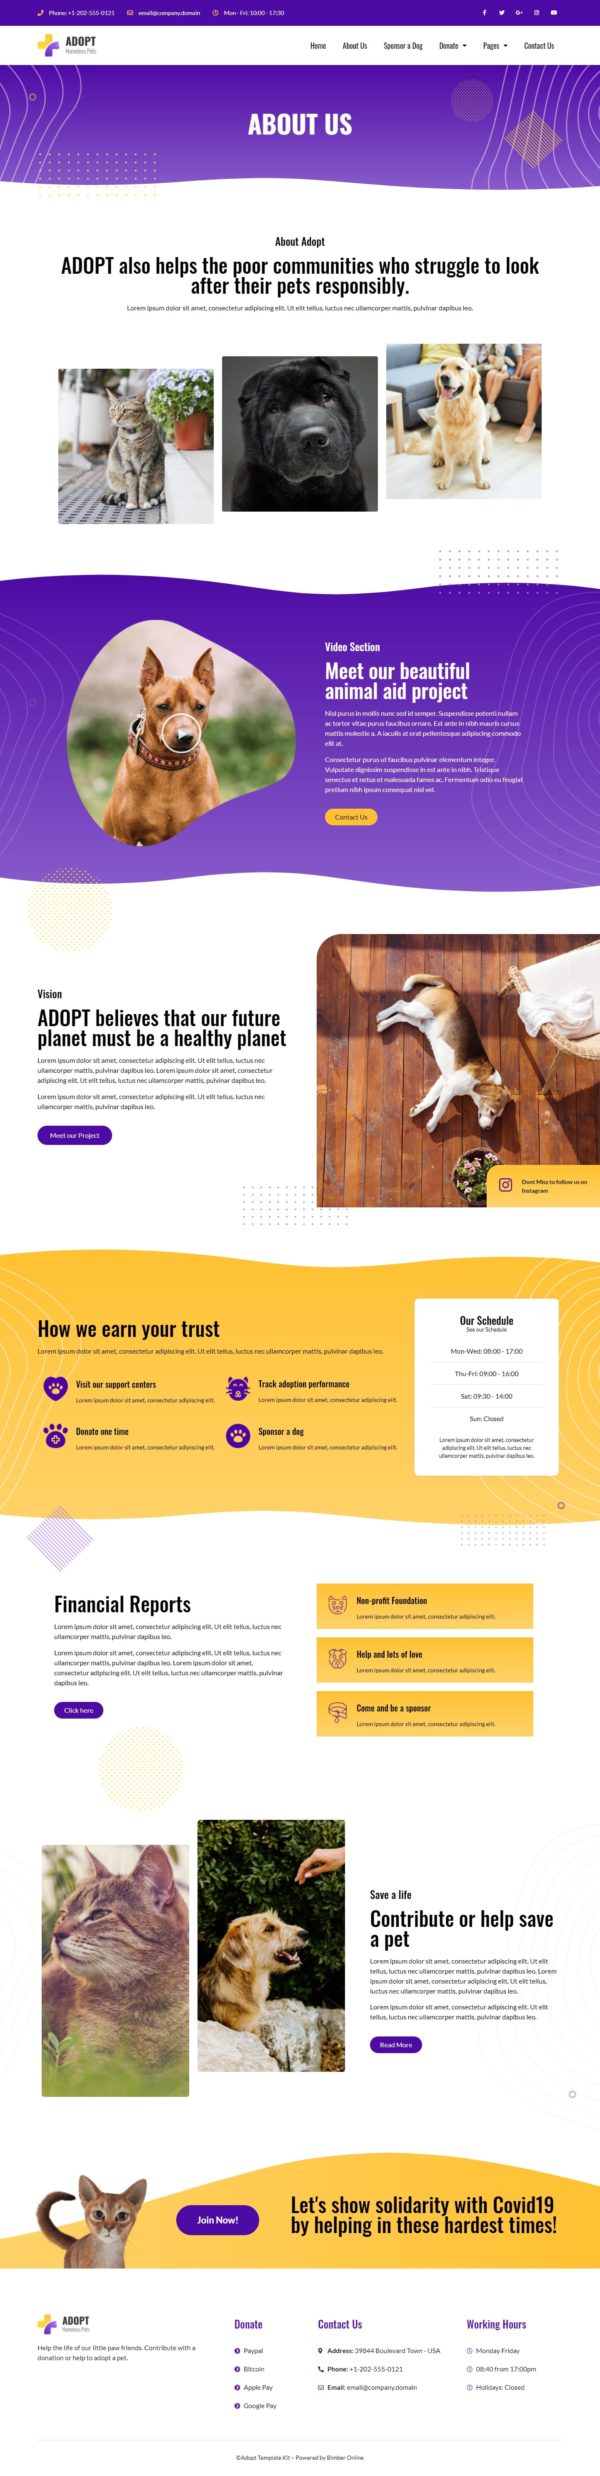 Phone: +1-202-555-0121 email@company.domain Mon - Fri: 10:00 - 17:30
ADOPT
Homeless Pets
Home About Us Sponsor a Dog Donate Pages Contact Us
ABOUT US
About Adopt
ADOPT also helps the poor communities who struggle to look
after their pets responsibly.
Lorem ipsum dolor sit amet, consectetur adipiscing elit. Ut elit tellus, luctus nec ullamcorper mattis, pulvinar dapibus leo.
Video Section
Meet our beautiful
animal aid project
Nisl purus in mollis nunc sed id semper. Suspendisse potenti nullam
ac tortor vitae purus faucibus ornare. Est ante in nibh mauris cursus
mattis molestie a. A iaculis at erat pellentesque adipiscing commodo
elit at.
Consectetur purus ut faucibus pulvinar elementum integer.
Vulputate dignissim suspendisse in est ante in nibh. Tristique
senectus et netus et malesuada fames ac. Fermentum odio eu feugiat
pretium nibh ipsum consequat nisl vel.
Contact Us
Vision
ADOPT believes that our future
planet must be a healthy planet
Lorem ipsum dolor sit amet, consectetur adipiscing elit. Ut elit tellus, luctus nec
ullamcorper mattis, pulvinar dapibus leo. Lorem ipsum dolor sit amet, consectetur
adipiscing elit. Ut elit tellus, luctus nec ullamcorper mattis, pulvinar dapibus leo.
Lorem ipsum dolor sit amet, consectetur adipiscing elit. Ut elit tellus, luctus nec
ullamcorper mattis, pulvinar dapibus leo.
Meet our Project
Dont Miss to follow us on
Instagram
How we earn your trust
Lorem ipsum dolor sit amet, consectetur adipiscing elit. Ut elit tellus, luctus nec ullamcorper mattis, pulvinar dapibus leo.
Visit our support centers
Lorem ipsum dolor sit amet, consectetur adipiscing elit.
Track adoption performance
Lorem ipsum dolor sit amet, consectetur adipiscing elit.
Donate one time
Lorem ipsum dolor sit amet, consectetur adipiscing elit.
Sponsor a dog
Lorem ipsum dolor sit amet, consectetur adipiscing elit.
Our Schedule
See our Schedule
Mon-Wed: 08:00 - 17:00
Thu-Fri: 09:00 - 16:00
Sat: 09:30 - 14:00
Sun: Closed
Lorem ipsum dolor sit amet, consectetur
adipiscing elit. Ut elit tellus, luctus nec
ullamcorper mattis, pulvinar dapibus leo.
Financial Reports
Lorem ipsum dolor sit amet, consectetur adipiscing elit. Ut elit tellus, luctus nec
ullamcorper mattis, pulvinar dapibus leo.
Lorem ipsum dolor sit amet, consectetur adipiscing elit. Ut elit tellus, luctus nec
ullamcorper mattis, pulvinar dapibus leo. Lorem ipsum dolor sit amet,
consectetur adipiscing elit. Ut elit tellus, luctus nec ullamcorper mattis, pulvinar
dapibus leo.
Click here
Non-profit Foundation
Lorem ipsum dolor sit amet, consectetur adipiscing elit.
Help and lots of love
Lorem ipsum dolor sit amet, consectetur adipiscing elit.
Come and be a sponsor
Lorem ipsum dolor sit amet, consectetur adipiscing elit.
Save a life
Contribute or help save
a pet
Lorem ipsum dolor sit amet, consectetur adipiscing elit. Ut elit
tellus, luctus nec ullamcorper mattis, pulvinar dapibus leo. Lorem
ipsum dolor sit amet, consectetur adipiscing elit. Ut elit tellus,
luctus nec ullamcorper mattis, pulvinar dapibus leo.
Lorem ipsum dolor sit amet, consectetur adipiscing elit. Ut elit
tellus, luctus nec ullamcorper mattis, pulvinar dapibus leo.
Read More
Join Now!
Let's show solidarity with Covid19
by helping in these hardest times!
ADOPT
Homeless Pets
Help the life of our little paw friends. Contribute with a
donation or help to adopt a pet.
Donate
Paypal
Bitcoin
Apple Pay
Google Pay
Contact Us
Address: 39844 Boulevard Town - USA
Phone: +1-202-555-0121
Email: email@company.domain
Working Hours
Monday Friday
08:40 from 17:00pm
Holidays: Closed
©Adopt Template Kit – Powered by Bimber Online